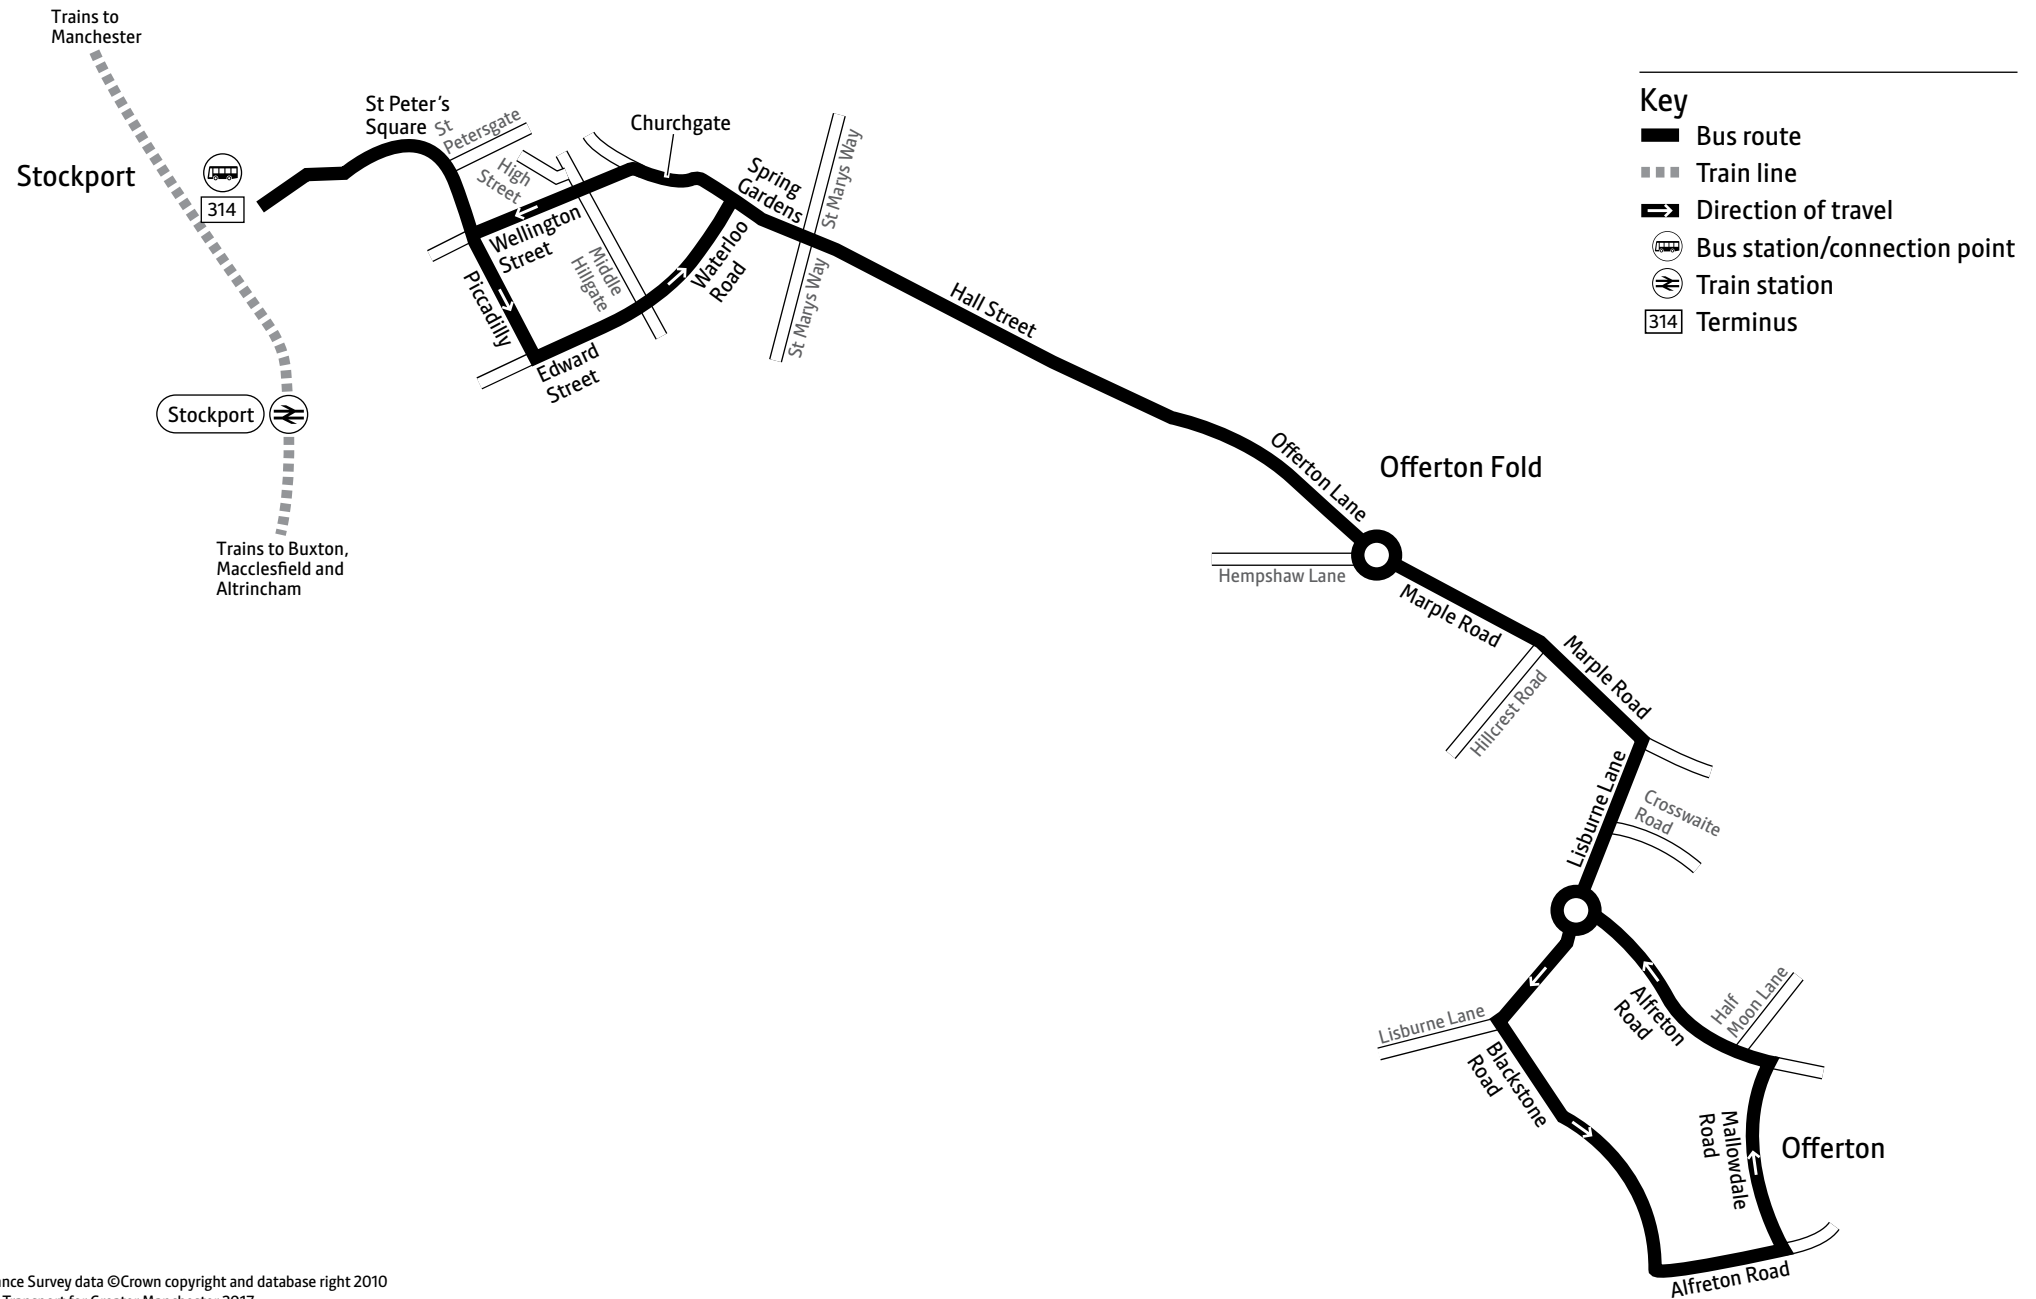 Trains to
Manchester
Stockport
314
St Peter's
Square
St
Petersgate
High
Street
Churchgate
Wellington
Street
Piccadilly
Middle
Hillgate
Edward
Street
Waterloo
Road
Spring
Gardens
St Marys Way
St Marys Way
Hall Street
Stockport
Trains to Buxton,
Macclesfield and
Altrincham
Key
Bus route
Train line
Direction of travel
Bus station/connection point
Train station
314 Terminus
Offerton Lane
Offerton Fold
Hempshaw Lane
Marple Road
Marple Road
Hillcrest Road
Lisburne Lane
Crosswaite
Road
Lisburne Lane
Blackstone
Road
Alfreton
Road
Half
Moon Lane
Mallowdale
Road
Offerton
Alfreton Road
nce Survey data ©Crown copyright and database right 2010